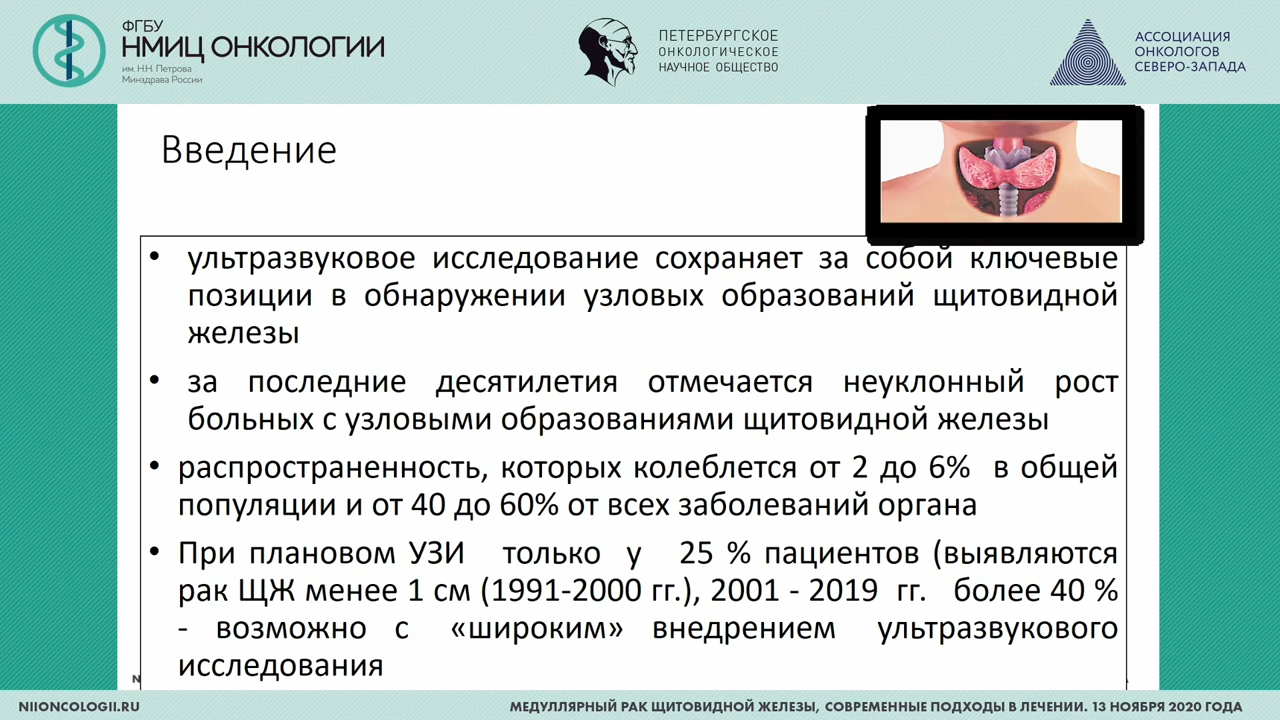 ФГБУ
НМИЦ ОНКОЛОГИИ
им. Н.Н. Петрова
Минздрава России
ПЕТЕРБУРГСКОЕ
ОНКОЛОГИЧЕСКОЕ
НАУЧНОЕ ОБЩЕСТВО
АССОЦИАЦИЯ
ОНКОЛОГОВ
СЕВЕРО-ЗАПАДА
Введение
• ультразвуковое исследование сохраняет за собой ключевые
позиции в обнаружении узловых образований щитовидной
железы
• за последние десятилетия отмечается неуклонный рост
больных с узловыми образованиями щитовидной железы
• распространенность, которых колеблется от 2 до 6% в общей
популяции и от 40 до 60% от всех заболеваний органа
• При плановом УЗИ только у 25 % пациентов (выявляются
рак ЩЖ менее 1 см (1991-2000 гг.), 2001 - 2019 гг. более 40 %
- возможно с «широким» внедрением ультразвукового
исследования
NIIONCOLOGII.RU
МЕДУЛЛЯРНЫЙ РАК ЩИТОВИДНОЙ ЖЕЛЕЗЫ, СОВРЕМЕННЫЕ ПОДХОДЫ В ЛЕЧЕНИИ. 13 НОЯБРЯ 2020 ГОДА